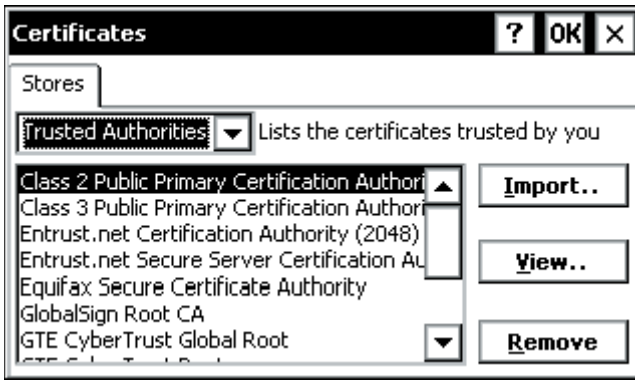 Certificates ? OK ×
Stores
Trusted Authorities Lists the certificates trusted by you
Class 2 Public Primary Certification Authori
Class 3 Public Primary Certification Authori
Entrust.net Certification Authority (2048)
Entrust.net Secure Server Certification Au
Equifax Secure Certificate Authority
GlobalSign Root CA
GTE CyberTrust Global Root
Import..
View..
Remove